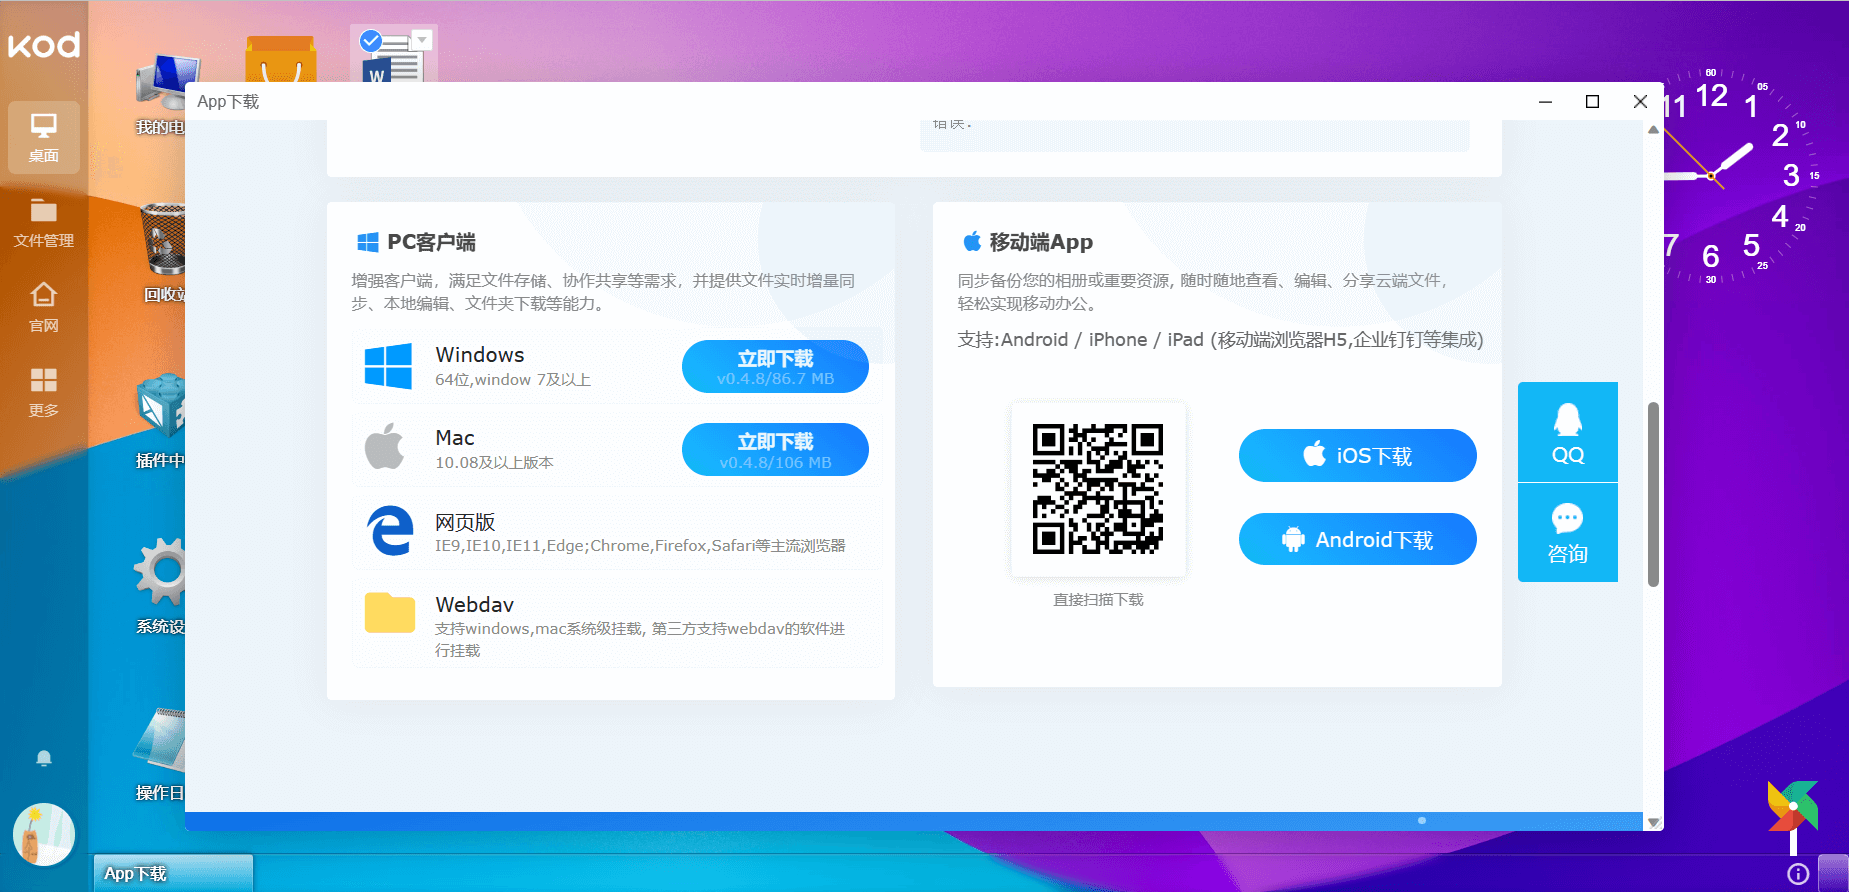 kod
桌面
文件管理
官网
更多
我的电
回收站
插件中
系统设
操作日
W
App下载
错误.
PC客户端
增强客户端，满足文件存储、协作共享等需求，并提供文件实时增量同
步、本地编辑、文件夹下载等能力。
Windows
64位,window 7及以上
立即下载
v0.4.8/86.7 MB
Mac
10.08及以上版本
立即下载
v0.4.8/106 MB
网页版
IE9,IE10,IE11,Edge;Chrome,Firefox,Safari等主流浏览器
Webdav
支持windows,mac系统级挂载, 第三方支持webdav的软件进
行挂载
移动端App
同步备份您的相册或重要资源, 随时随地查看、编辑、分享云端文件，
轻松实现移动办公。
支持:Android / iPhone / iPad (移动端浏览器H5,企业钉钉等集成)
直接扫描下载
iOS下载
Android下载
QQ
咨询
60
05
10
15
20
25
30
11
12
1
2
3
4
5
6
7
App下载